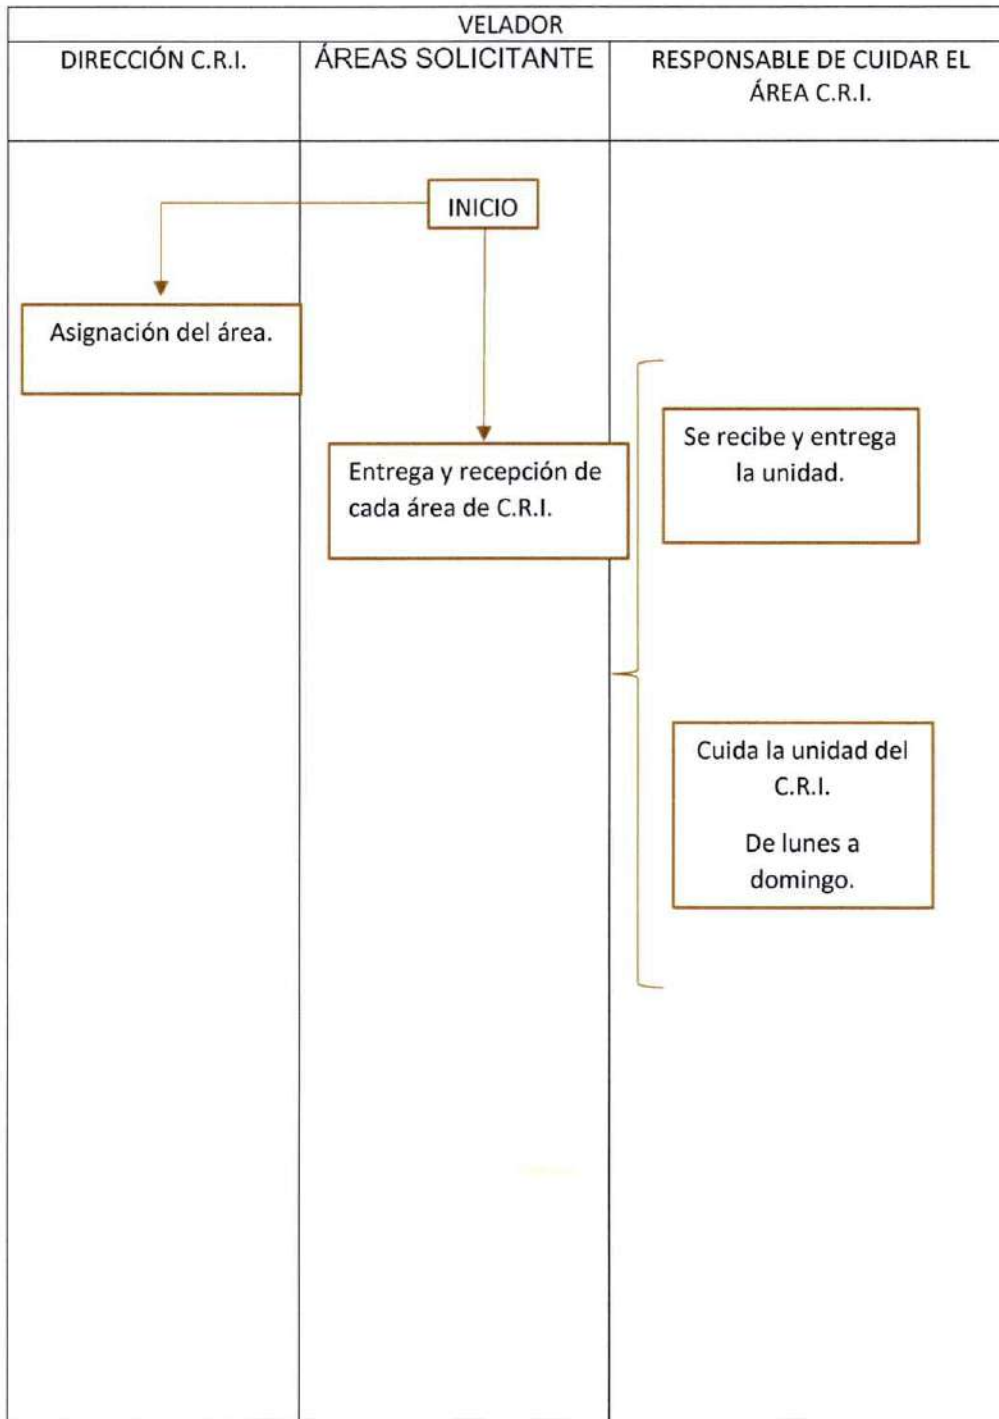 VELADOR
DIRECCIÓN C.R.I.
ÁREAS SOLICITANTE
RESPONSABLE DE CUIDAR EL
ÁREA C.R.I.
INICIO
Asignación del área.
Entrega y recepción de
cada área de C.R.I.
Se recibe y entrega
la unidad.
Cuida la unidad del
C.R.I.
De lunes a
domingo.